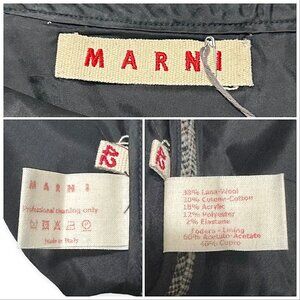 MARNI
42
MARNI
Professional cleaning only
Made in Italy
42
38% Lana-Wool
30% Cotone-Cotton
18% Acrylic
12% Polyester
2% Elastane
Fodera - Lining
60% Acetato-Acetate
40% Cupro